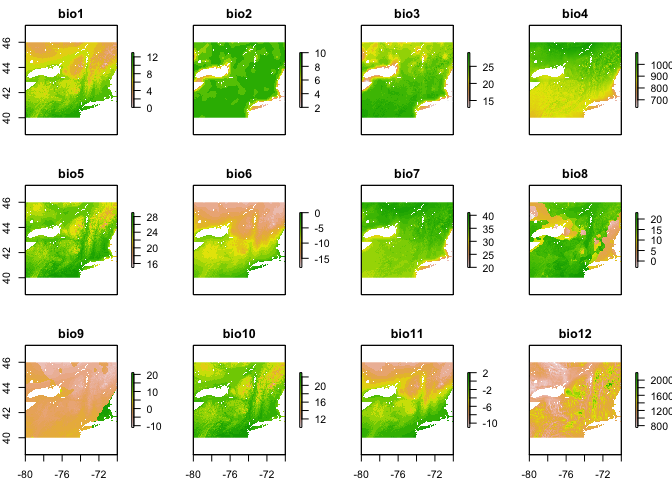 bio1 bio2 bio3 bio4
46 44 42 40
12 8 4 0
10 8 6 4 2
25 20 15
1000 900 800 700
bio5 bio6 bio7 bio8
46 44 42 40
28 24 20 16
0 -5 -10 -15
40 35 30 25 20
20 15 10 5 0
bio9 bio10 bio11 bio12
46 44 42 40
20 10 0 -10
20 16 12
2 -2 -6 -11
2000 1600 1200 800
-80 -76 -72
-80 -76 -72
-80 -76 -72
-80 -76 -72